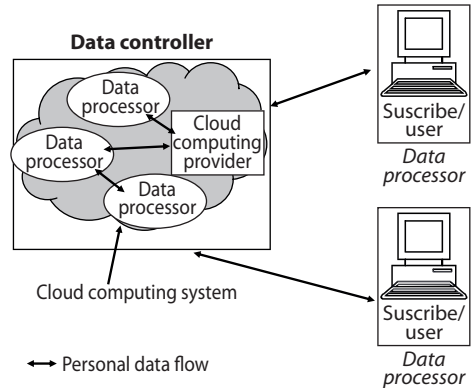 Data controller
Data
processor
Cloud
computing
provider
Data
processor
Data
processor
Cloud computing system
Personal data flow
Suscribe/
user
Data
processor
Suscribe/
user
Data
processor